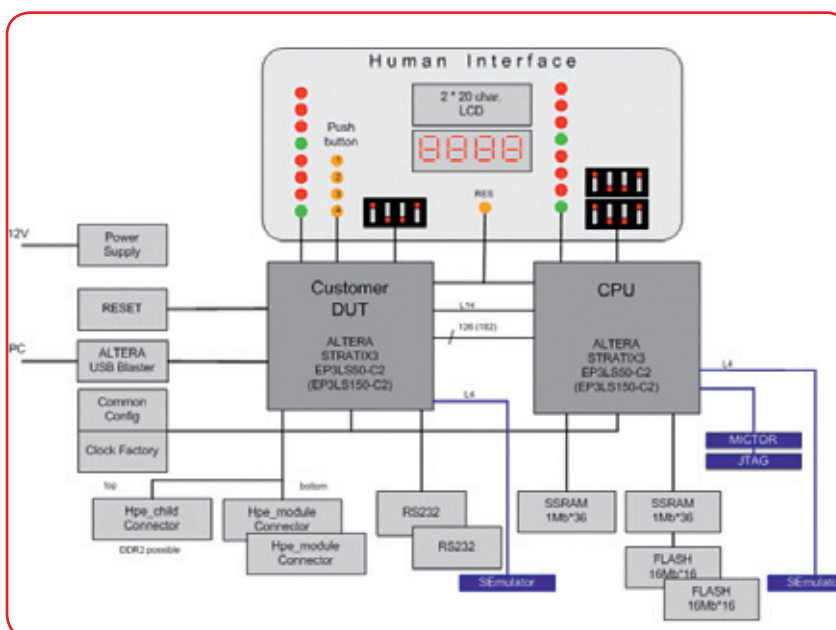 Human Interface
2 * 20 char.
LCD
8888
Push
button
1
2
3
4
RES
12V
Power
Supply
RESET
PC
ALTERA
USB Blaster
Common
Config
Clock Factory
Customer
DUT
ALTERA
STRATIX3
EP3LS50-C2
(EP3LS150-C2)
L14
126 (182)
CPU
ALTERA
STRATIX3
EP3LS50-C2
(EP3LS150-C2)
L4
L4
MICTOR
JTAG
top
bottom
Hpe_child
Connector
DDR2 possible
Hpe_module
Connector
Hpe_module
Connector
RS232
RS232
SSRAM
1Mb*36
SSRAM
1Mb*36
FLASH
16Mb*16
FLASH
16Mb*16
SEmulator
SEmulator